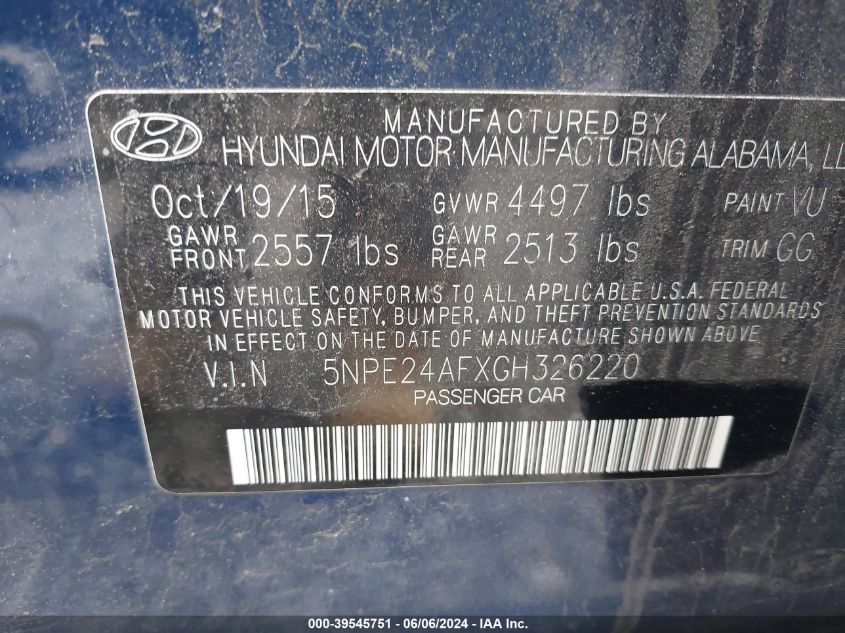 MANUFACTURED BY
HYUNDAI MOTOR MANUFACTURING ALABAMA, LL
Oct/19/15 GVWR 4497 lbs PAINT VU
GAWR FRONT 2557 lbs GAWR REAR 2513 lbs TRIM GG
THIS VEHICLE CONFORMS TO ALL APPLICABLE U.S.A. FEDERAL
MOTOR VEHICLE SAFETY, BUMPER, AND THEFT PREVENTION STANDARDS
IN EFFECT ON THE DATE OF MANUFACTURE SHOWN ABOVE
V.I.N 5NPE24AFXGH326220
PASSENGER CAR
000-39545751 - 06/06/2024 - IAA Inc.